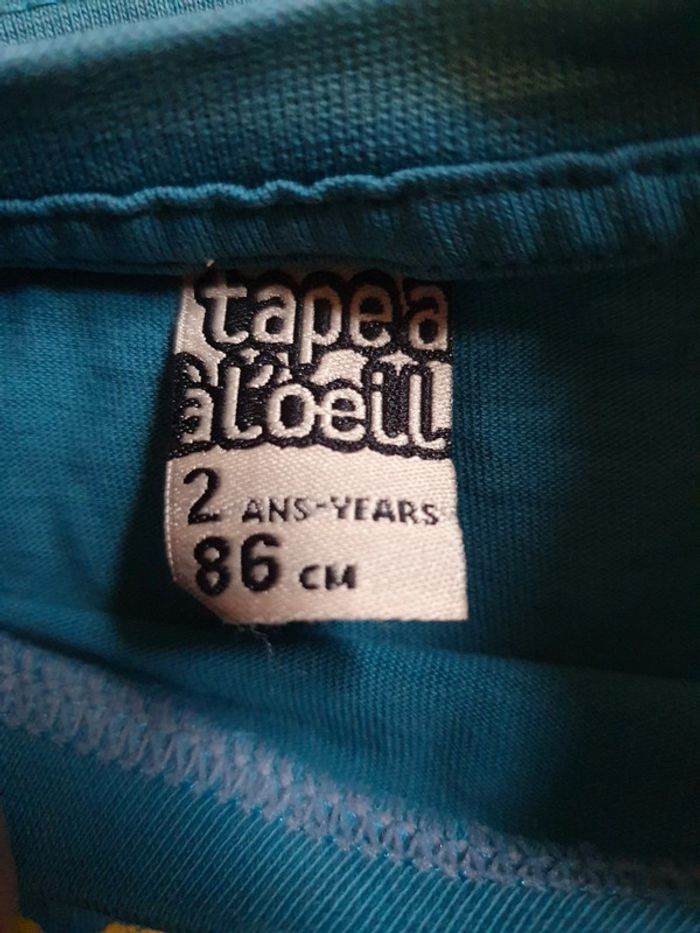 tape à
l'oeil
2 ANS-YEARS
86 CM